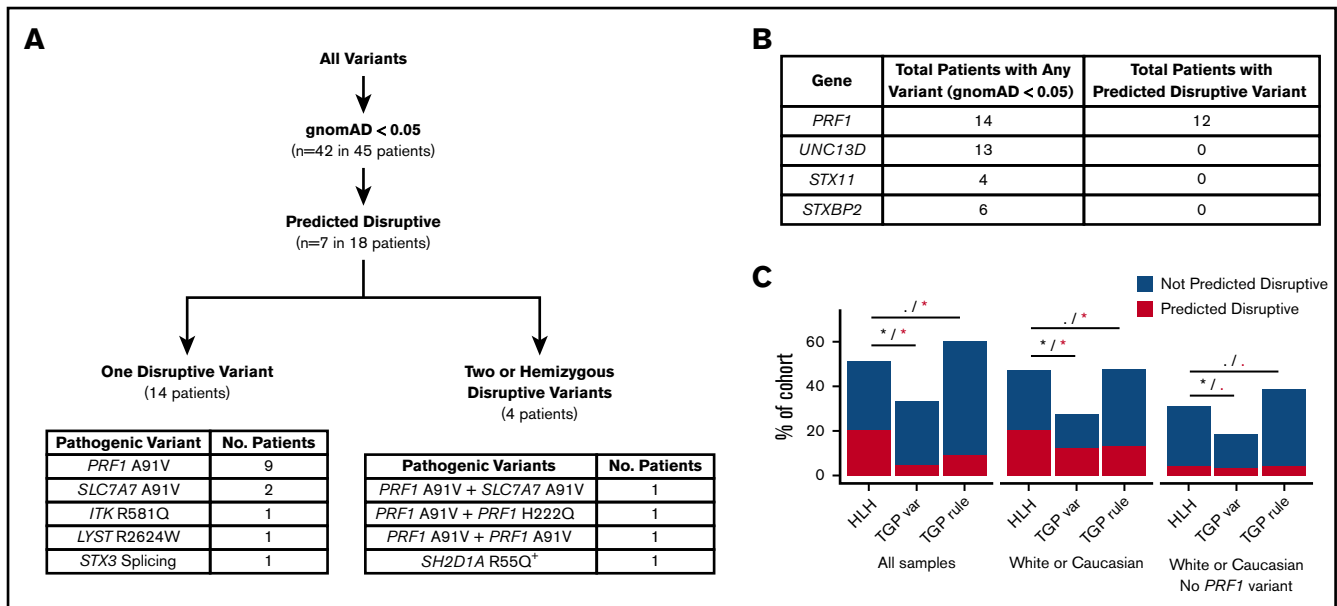 A
All Variants
gnomAD < 0.05
(n=42 in 45 patients)
Predicted Disruptive
(n=7 in 18 patients)
One Disruptive Variant
(14 patients)
Pathogenic Variant No. Patients
PRF1 A91V 9
SLC7A7 A91V 2
ITK R581Q 1
LYST R2624W 1
STX3 Splicing 1
Two or Hemizygous
Disruptive Variants
(4 patients)
Pathogenic Variants No. Patients
PRF1 A91V + SLC7A7 A91V 1
PRF1 A91V + PRF1 H222Q 1
PRF1 A91V + PRF1 A91V 1
SH2D1A R55Q+ 1
B
Gene Total Patients with Any Variant (gnomAD < 0.05) Total Patients with Predicted Disruptive Variant
PRF1 14 12
UNC13D 13 0
STX11 4 0
STXBP2 6 0
C
Not Predicted Disruptive
Predicted Disruptive
% of cohort
60
40
20
0
. / *
* / *
. / *
* / *
. / .
* / .
HLH TGP var TGP rule
HLH TGP var TGP rule
HLH TGP var TGP rule
All samples
White or Caucasian
White or Caucasian
No PRF1 variant